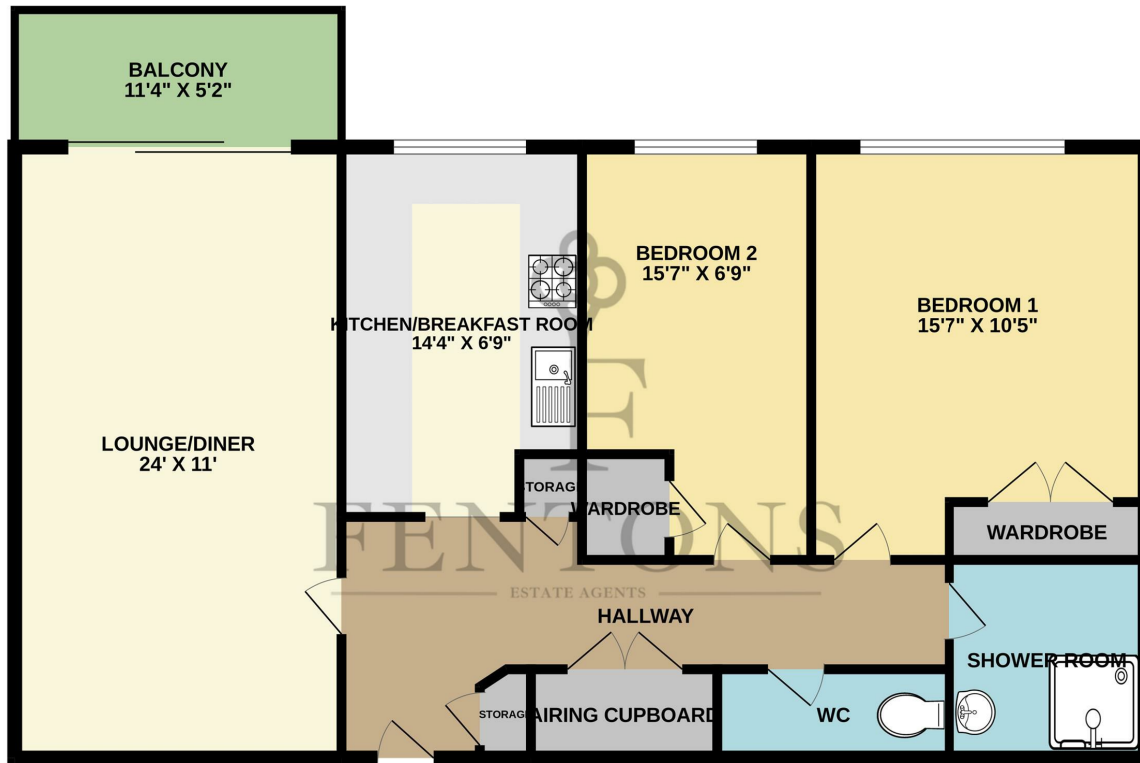 BALCONY
11'4" X 5'2"
BEDROOM 2
15'7" X 6'9"
BEDROOM 1
15'7" X 10'5"
KITCHEN/BREAKFAST ROOM
14'4" X 6'9"
LOUNGE/DINER
24' X 11'
STORAGE
WARDROBE
WARDROBE
FENTONS
ESTATE AGENTS
HALLWAY
SHOWER ROOM
STORAGE
AIRING CUPBOARD
WC